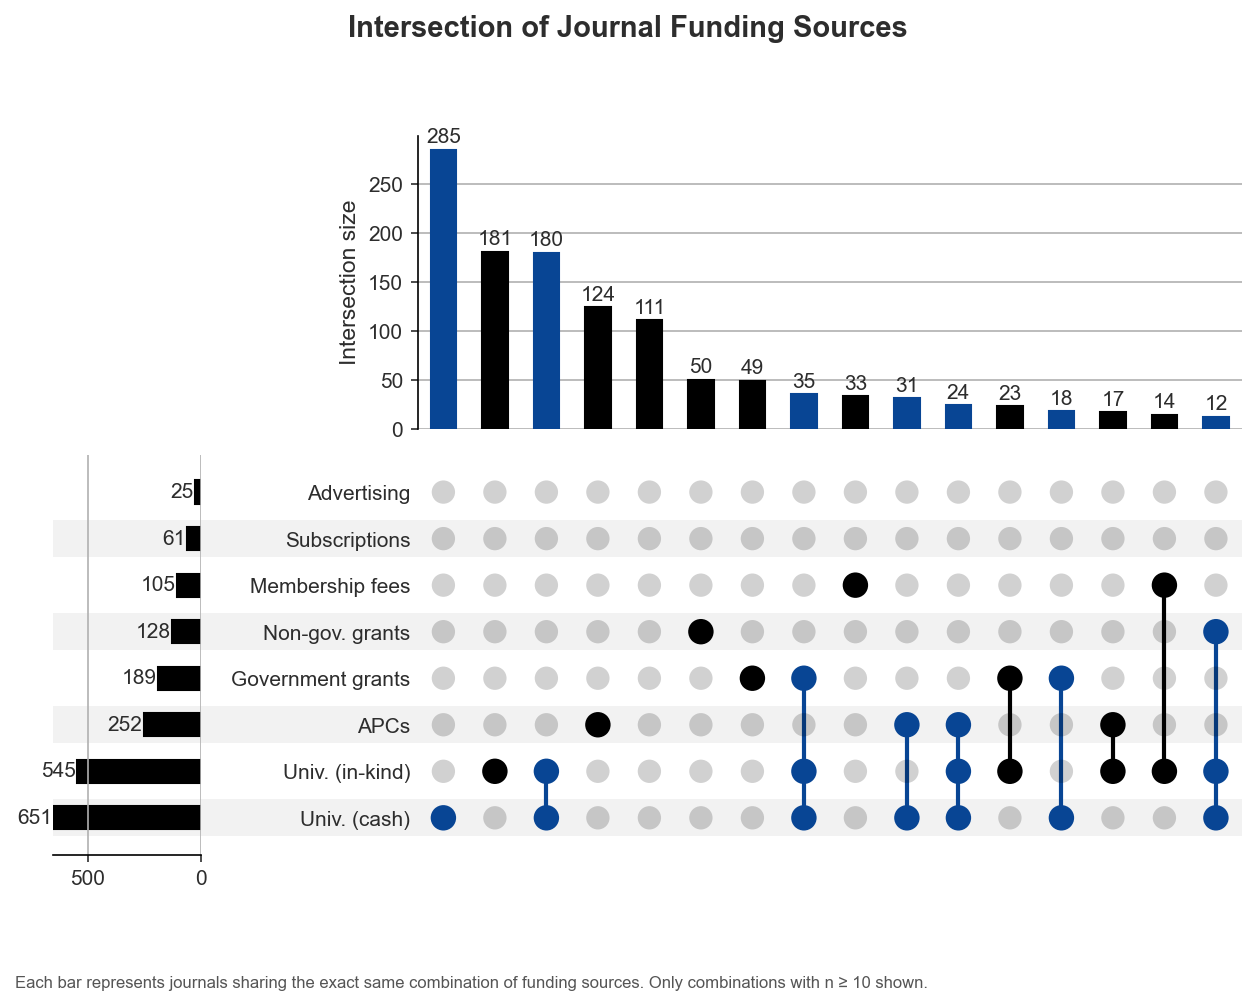 Intersection of Journal Funding Sources
285
181
180
124
111
50
49
35
33
31
24
23
18
17
14
12
Intersection size
250
200
150
100
50
0
25 Advertising
61 Subscriptions
105 Membership fees
128 Non-gov. grants
189 Government grants
252 APCs
545 Univ. (in-kind)
651 Univ. (cash)
500 0
Each bar represents journals sharing the exact same combination of funding sources. Only combinations with n ≥ 10 shown.